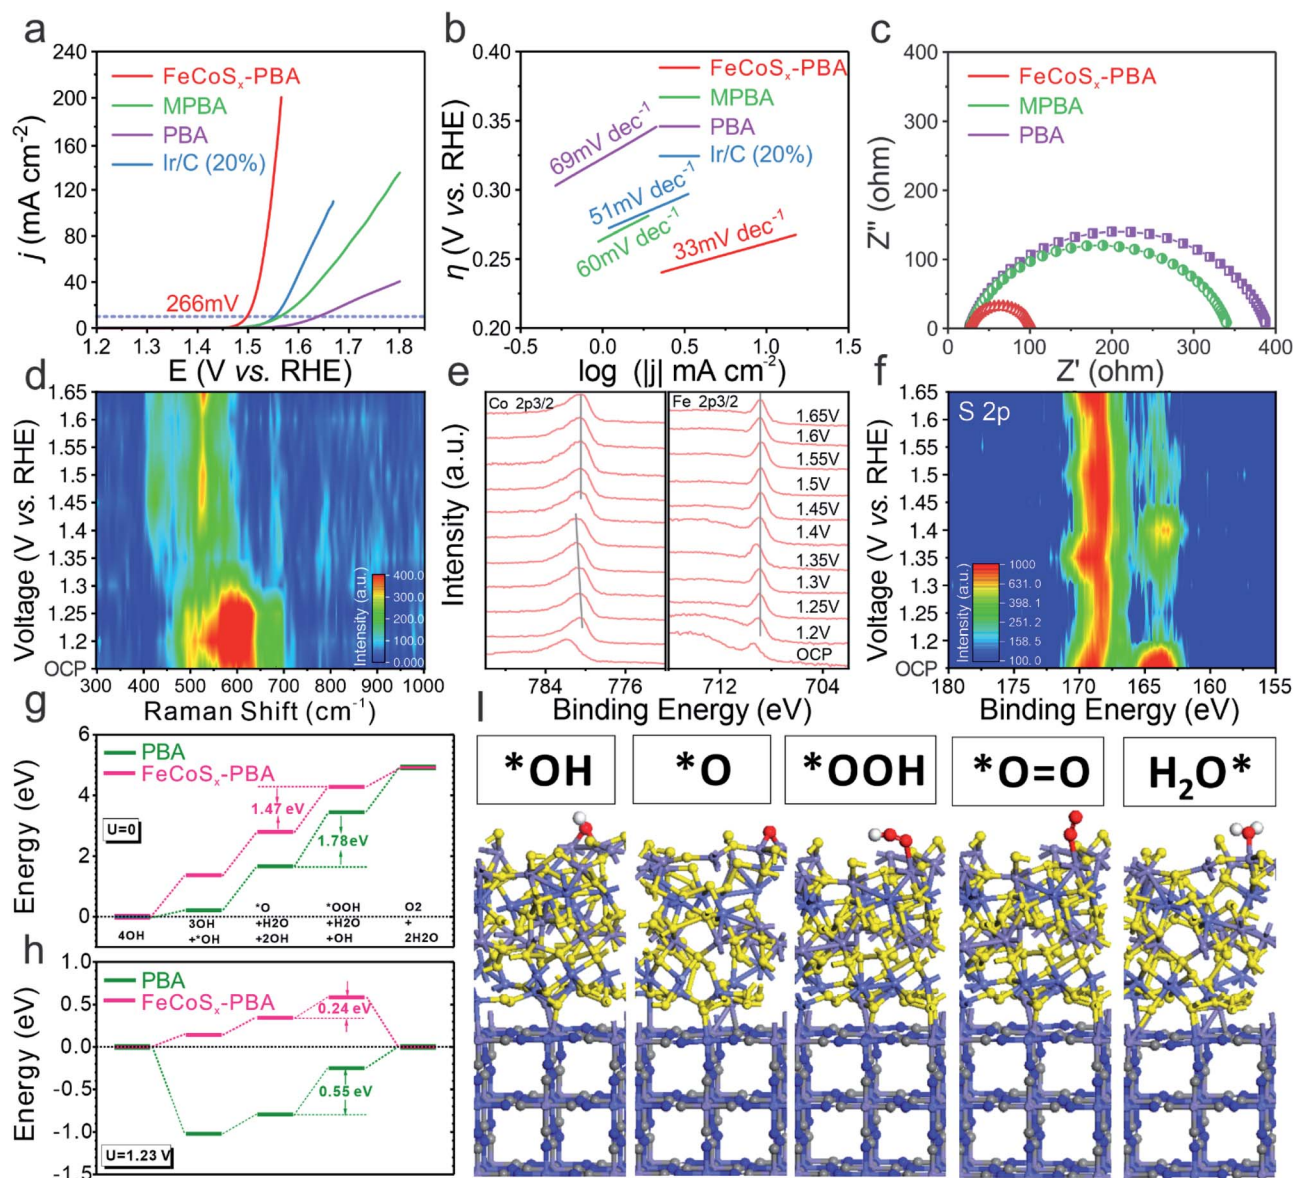 a
240
200
160
120
80
40
0
j (mA cm⁻²)
FeCoSₓ-PBA
MPBA
PBA
Ir/C (20%)
266mV
1.2 1.3 1.4 1.5 1.6 1.7 1.8
E (V vs. RHE)
b
0.40
0.35
0.30
0.25
0.20
η (V vs. RHE)
FeCoSₓ-PBA
MPBA
PBA
Ir/C (20%)
69mV dec⁻¹
51mV dec⁻¹
60mV dec⁻¹
33mV dec⁻¹
-0.5 0.0 0.5 1.0 1.5
log (|j| mA cm⁻²)
c
400
300
200
100
0
Z'' (ohm)
FeCoSₓ-PBA
MPBA
PBA
0 100 200 300 400
Z' (ohm)
d
1.65
1.6
1.55
1.5
1.45
1.4
1.35
1.3
1.25
1.2
OCP
Voltage (V vs. RHE)
Intensity (a.u.)
400.0
300.0
200.0
100.0
0.000
300 400 500 600 700 800 900 1000
Raman Shift (cm⁻¹)
e
Intensity (a.u.)
Co 2p3/2
Fe 2p3/2
1.65V
1.6V
1.55V
1.5V
1.45V
1.4V
1.35V
1.3V
1.25V
1.2V
OCP
784 776 712 704
Binding Energy (eV)
f
1.65
1.6
1.55
1.5
1.45
1.4
1.35
1.3
1.25
1.2
OCP
Voltage (V vs. RHE)
S 2p
Intensity (a.u.)
1000
631.0
398.1
251.2
158.5
100.0
180 175 170 165 160 155
Binding Energy (eV)
g
6
4
2
0
Energy (eV)
PBA
FeCoSₓ-PBA
1.47 eV
1.78eV
U=0
4OH
3OH
+*OH
*O
+H2O
+2OH
*OOH
+H2O
+OH
O2
+
2H2O
h
1.0
0.5
0.0
-0.5
-1.0
-1.5
Energy (eV)
PBA
FeCoSₓ-PBA
0.24 eV
0.55 eV
U=1.23 V
l
*OH
*O
*OOH
*O=O
H₂O*